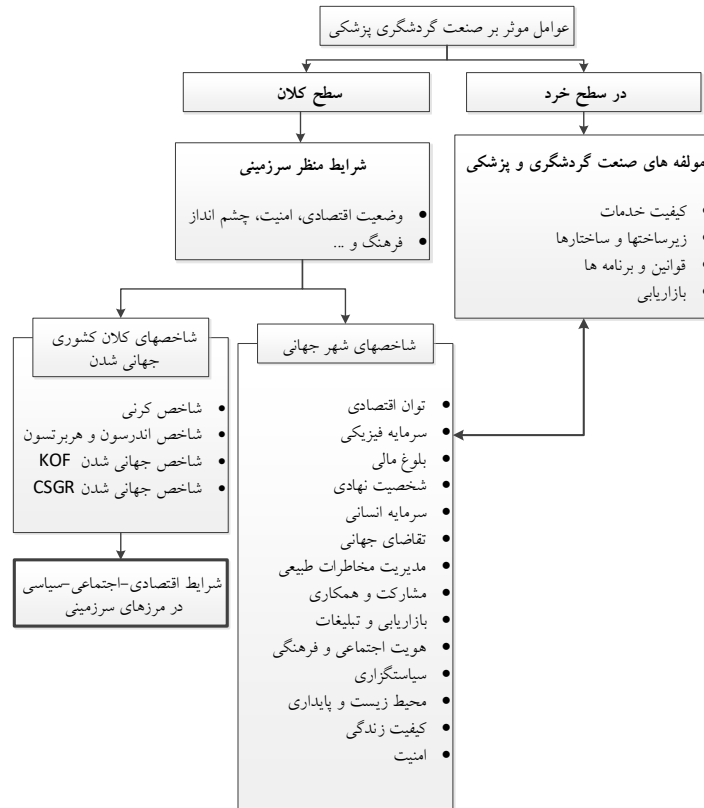 عوامل موثر بر صنعت گردشگری پزشکی
در سطح خرد
سطح کلان
مولفه های صنعت گردشگری و پزشکی
کیفیت خدمات
زیرساختها و ساختارها
قوانین و برنامه ها
بازاریابی
شرایط منظر سرزمینی
وضعیت اقتصادی، امنیت، چشم انداز
فرهنگ و ...
شاخصهای شهر جهانی
توان اقتصادی
سرمایه فیزیکی
بلوغ مالی
شخصیت نهادی
سرمایه انسانی
تقاضای جهانی
مدیریت مخاطرات طبیعی
مشارکت و همکاری
بازاریابی و تبلیغات
هویت اجتماعی و فرهنگی
سیاستگزاری
محیط زیست و پایداری
کیفیت زندگی
امنیت
شاخصهای کلان کشوری
جهانی شدن
شاخص کرنی
شاخص اندرسون و هربرتسون
شاخص جهانی شدن KOF
شاخص جهانی شدن CSGR
شرایط اقتصادی-اجتماعی-سیاسی
در مرزهای سرزمینی